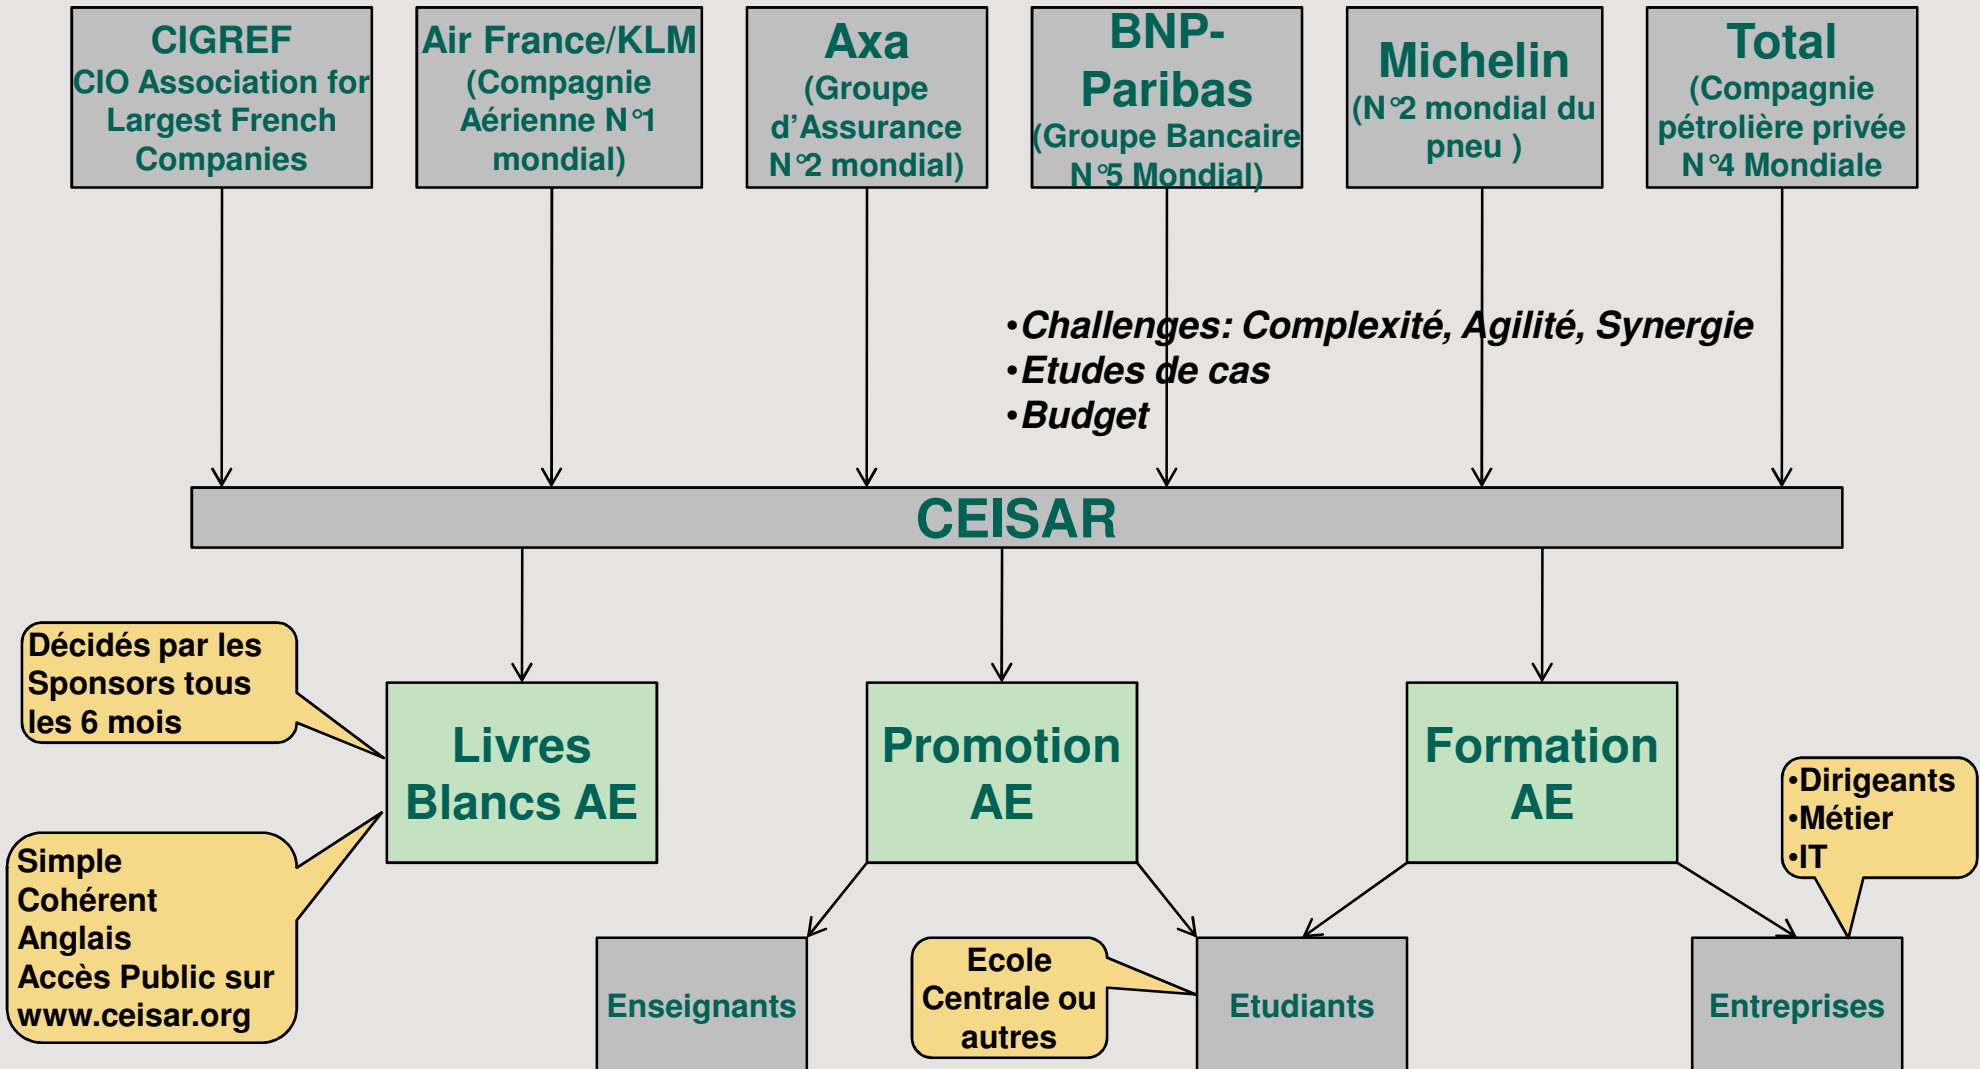 CIGREF
CIO Association for
Largest French
Companies
Air France/KLM
(Compagnie
Aérienne N°1
mondial)
Axa
(Groupe
d'Assurance
N°2 mondial)
BNP-
Paribas
(Groupe Bancaire
N°5 Mondial)
Michelin
(N°2 mondial du
pneu )
Total
(Compagnie
pétrolière privée
N°4 Mondiale
•Challenges: Complexité, Agilité, Synergie
•Etudes de cas
•Budget
CEISAR
Décidés par les
Sponsors tous
les 6 mois
Livres
Blancs AE
Promotion
AE
Formation
AE
•Dirigeants
•Métier
•IT
Simple
Cohérent
Anglais
Accès Public sur
www.ceisar.org
Enseignants
Ecole
Centrale ou
autres
Etudiants
Entreprises